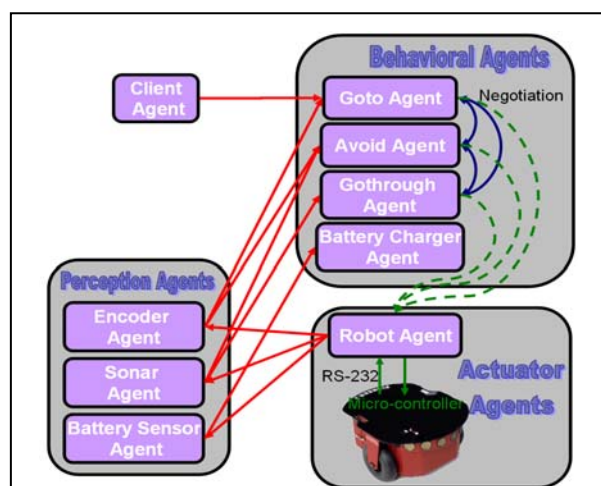 Behavioral Agents
Client
Agent
Goto Agent
Negotiation
Avoid Agent
Gothrough
Agent
Battery Charger
Agent
Perception Agents
Encoder
Agent
Sonar
Agent
Battery Sensor
Agent
Robot Agent
RS-232
Micro-controller
Actuator
Agents